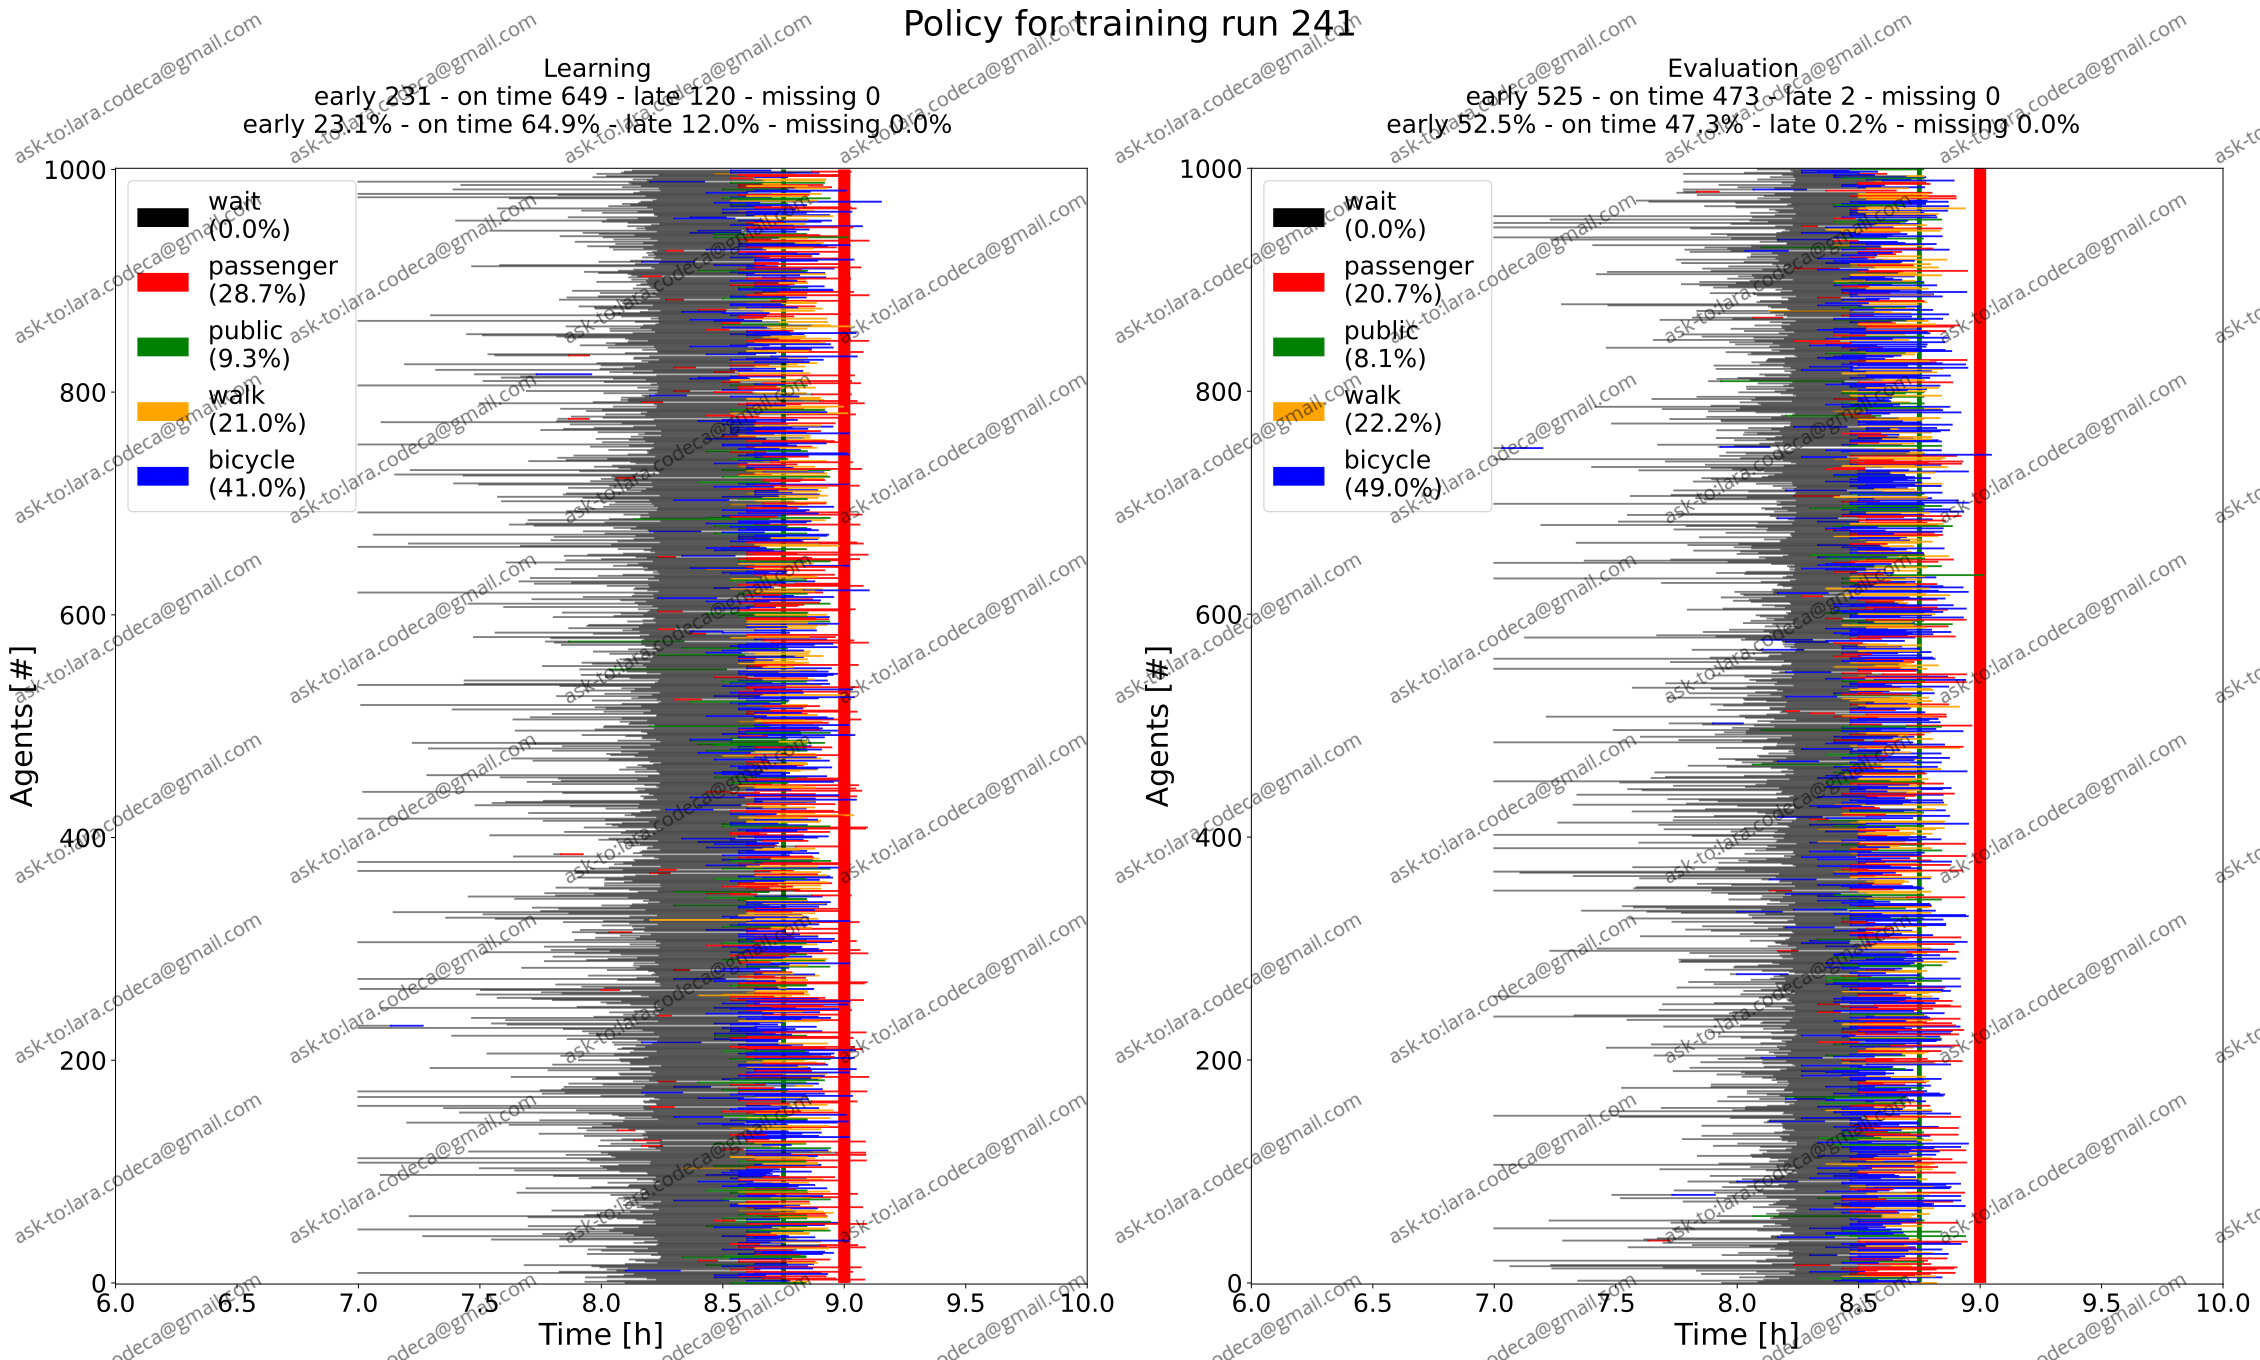 Policy for training run 241
Learning
early 231 - on time 649 - late 120 - missing 0
early 23.1% - on time 64.9% - late 12.0% - missing 0.0%
1000
800
600
400
200
0
Agents [#]
wait
(0.0%)
passenger
(28.7%)
public
(9.3%)
walk
(21.0%)
bicycle
(41.0%)
6.0 6.5 7.0 7.5 8.0 8.5 9.0 9.5 10.0
Time [h]
Evaluation
early 525 - on time 473 - late 2 - missing 0
early 52.5% - on time 47.3% - late 0.2% - missing 0.0%
1000
800
600
400
200
0
Agents [#]
wait
(0.0%)
passenger
(20.7%)
public
(8.1%)
walk
(22.2%)
bicycle
(49.0%)
6.0 6.5 7.0 7.5 8.0 8.5 9.0 9.5 10.0
Time [h]
ask-to:lara.codeca@gmail.com